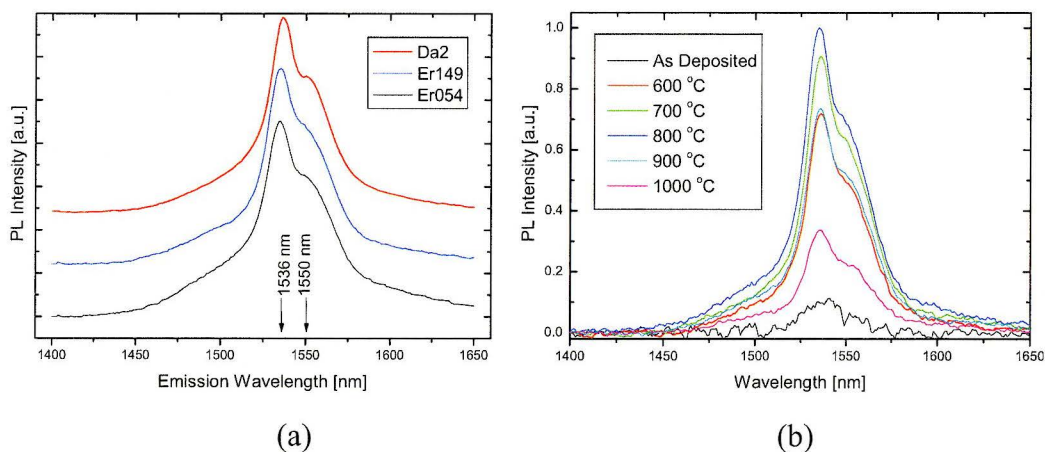 PL Intensity [a.u.]
Da2
Er149
Er054
1536 nm
1550 nm
1400 1450 1500 1550 1600 1650
Emission Wavelength [nm]
(a)
PL Intensity [a.u.]
1.0
0.8
0.6
0.4
0.2
0.0
As Deposited
600 °C
700 °C
800 °C
900 °C
1000 °C
1400 1450 1500 1550 1600 1650
Wavelength [nm]
(b)